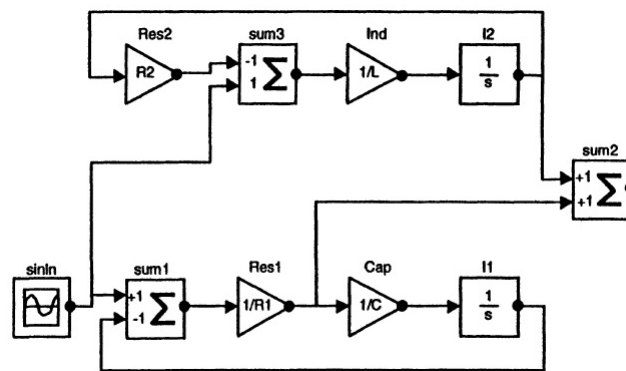 Res2
sum3
Ind
I2
R2
-1
1
Σ
1/L
1
s
sum2
+1
+1
Σ
sinIn
sum1
Res1
Cap
I1
+1
-1
Σ
1/R1
1/C
1
s